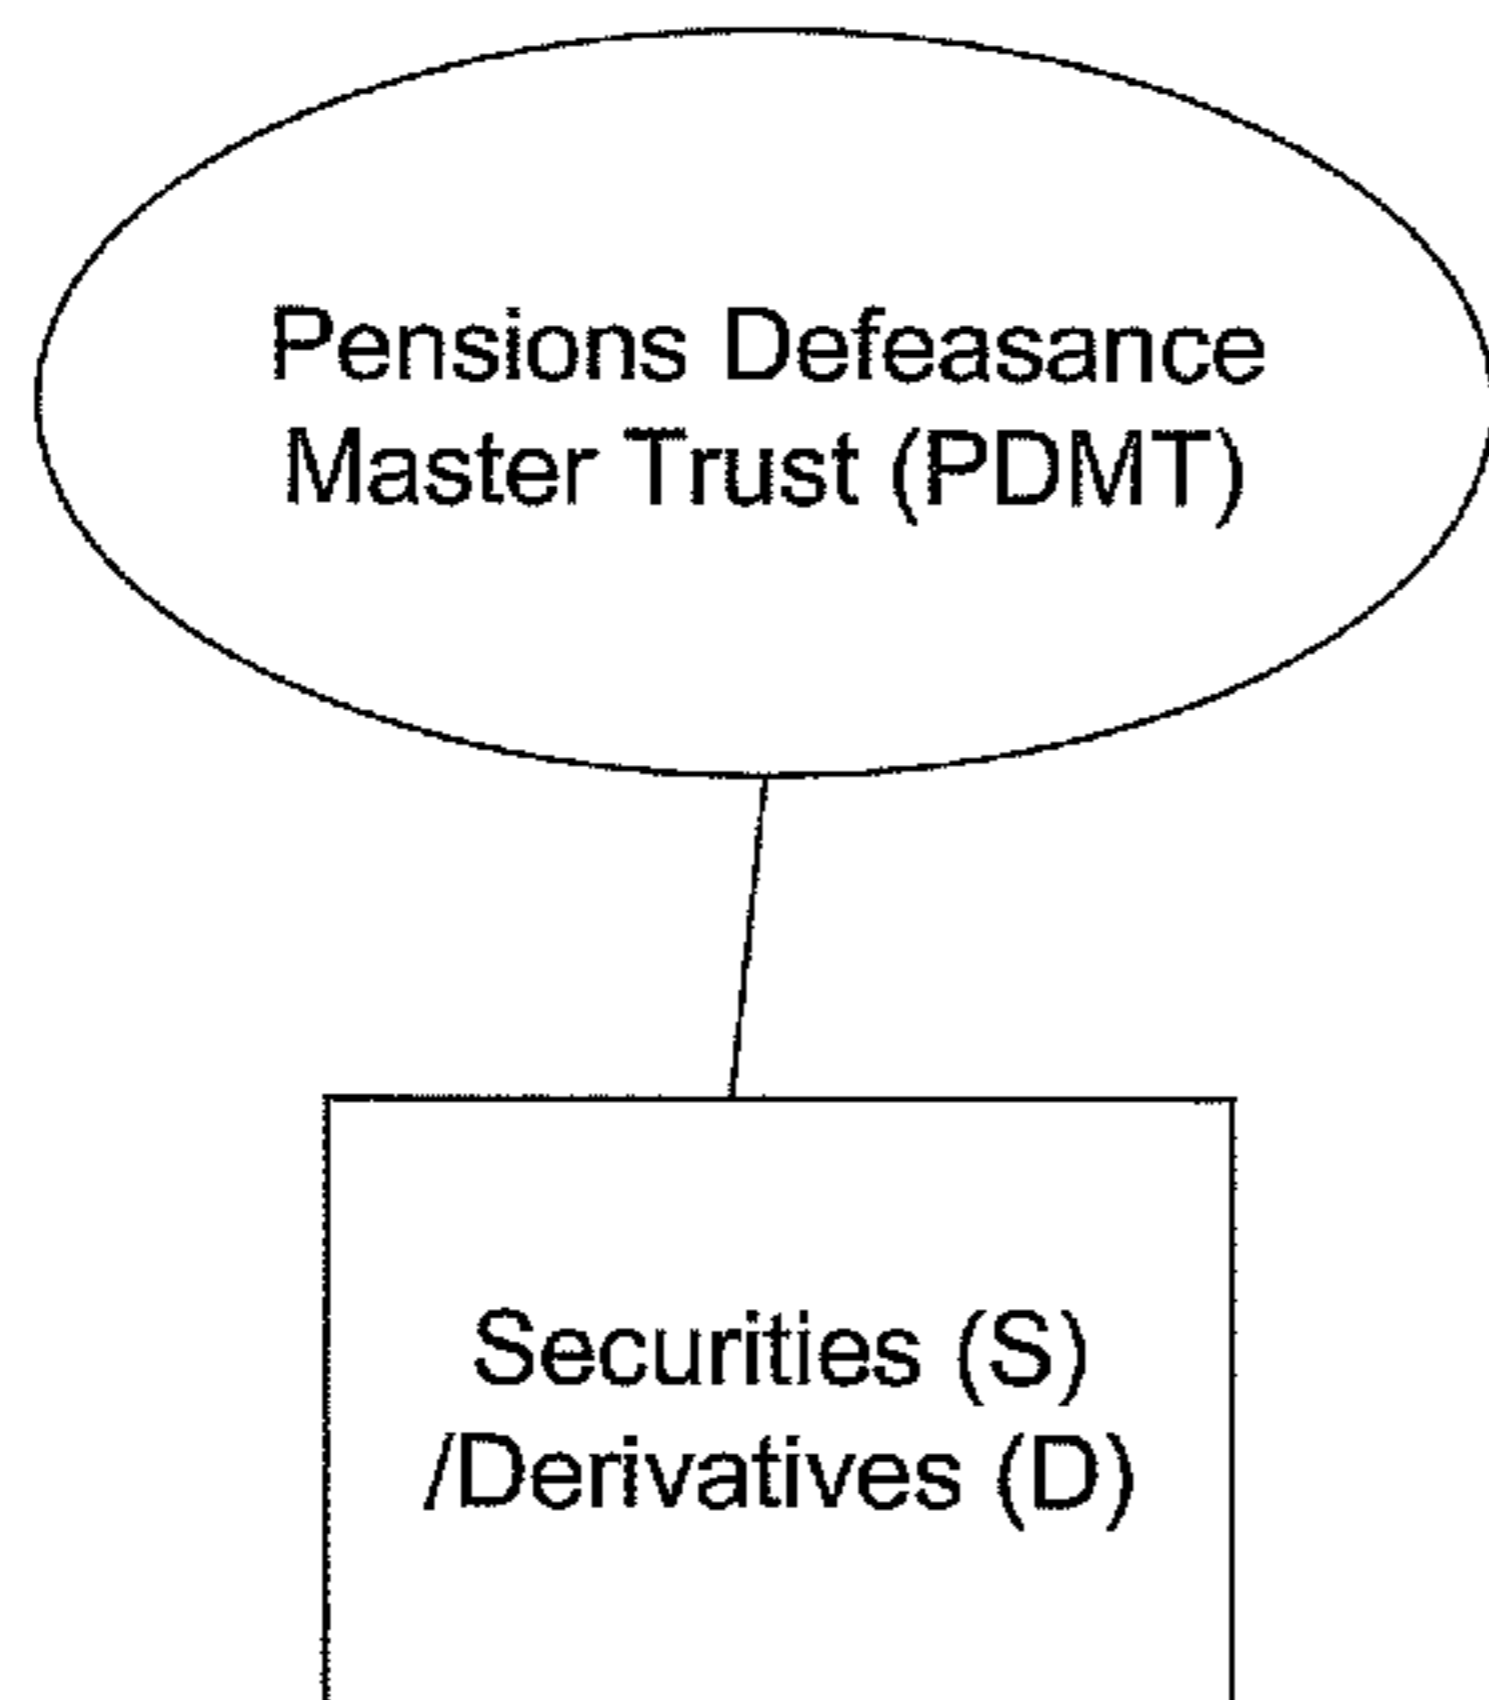 Pensions Defeasance
Master Trust (PDMT)
Securities (S)
/Derivatives (D)